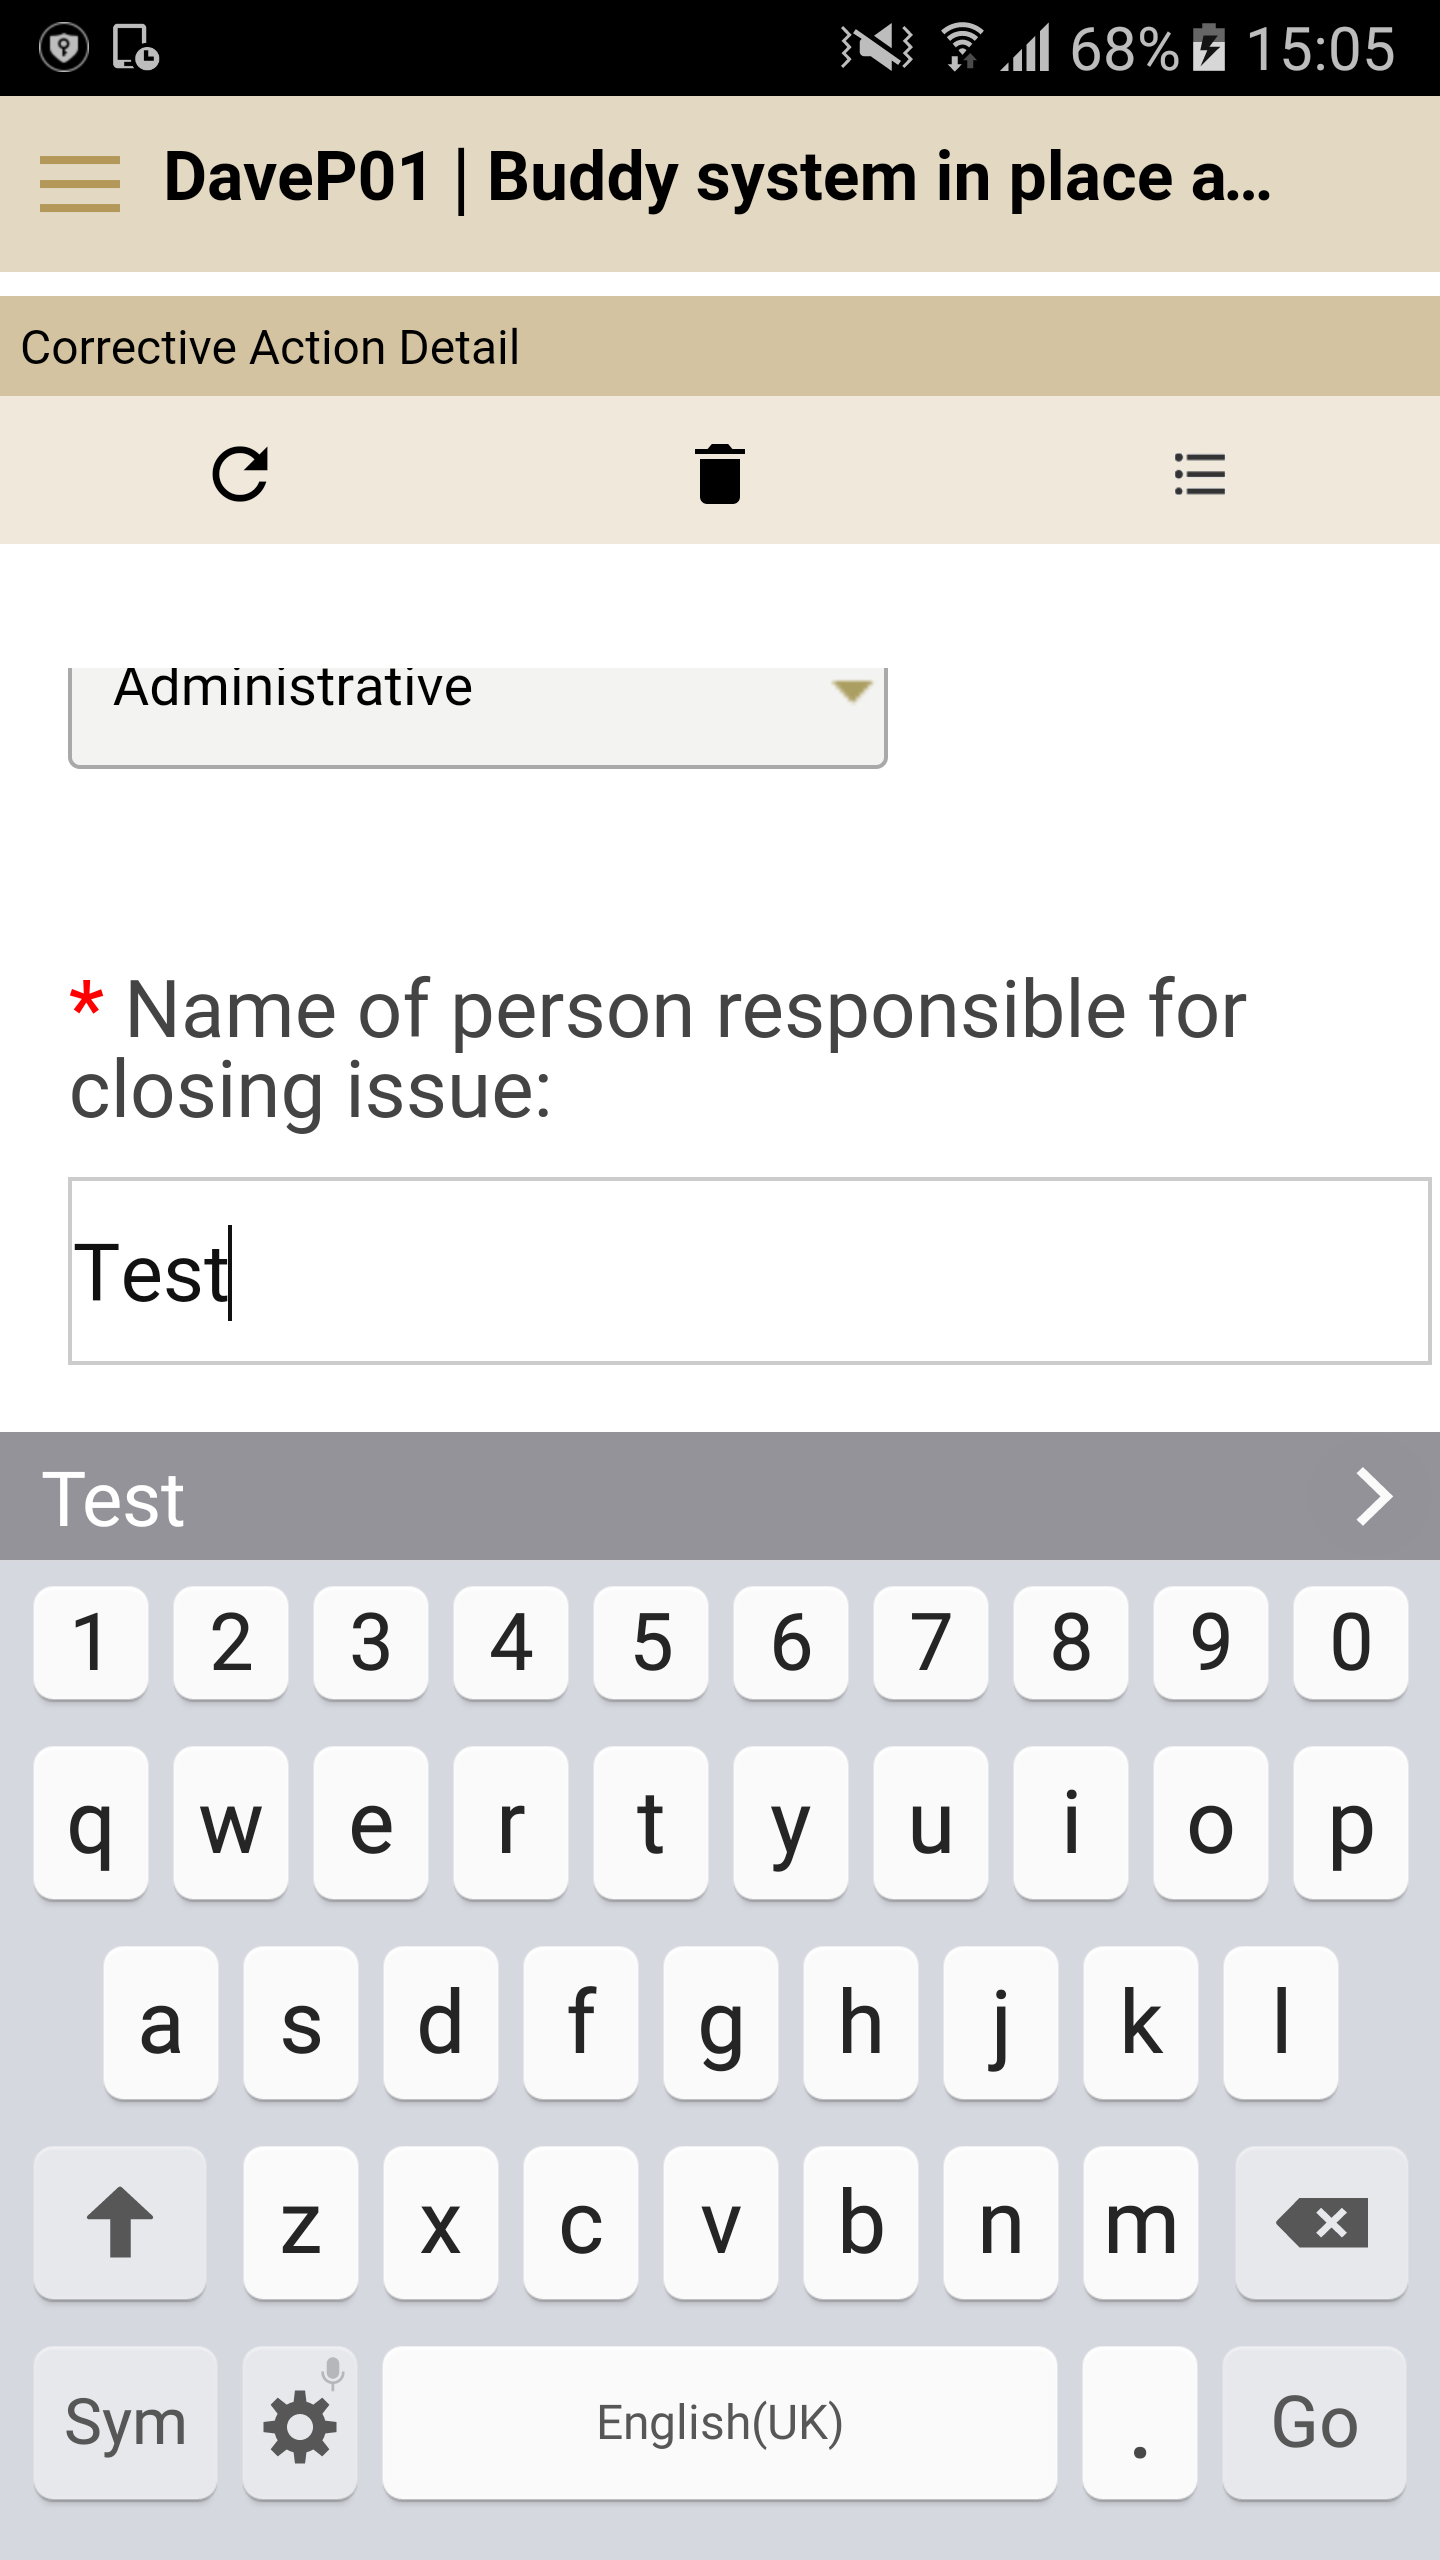 68% 15:05
DaveP01 | Buddy system in place a...
Corrective Action Detail
Administrative
* Name of person responsible for
closing issue:
Test
Test
1 2 3 4 5 6 7 8 9 0
q w e r t y u i o p
a s d f g h j k l
z x c v b n m
Sym English(UK) . Go